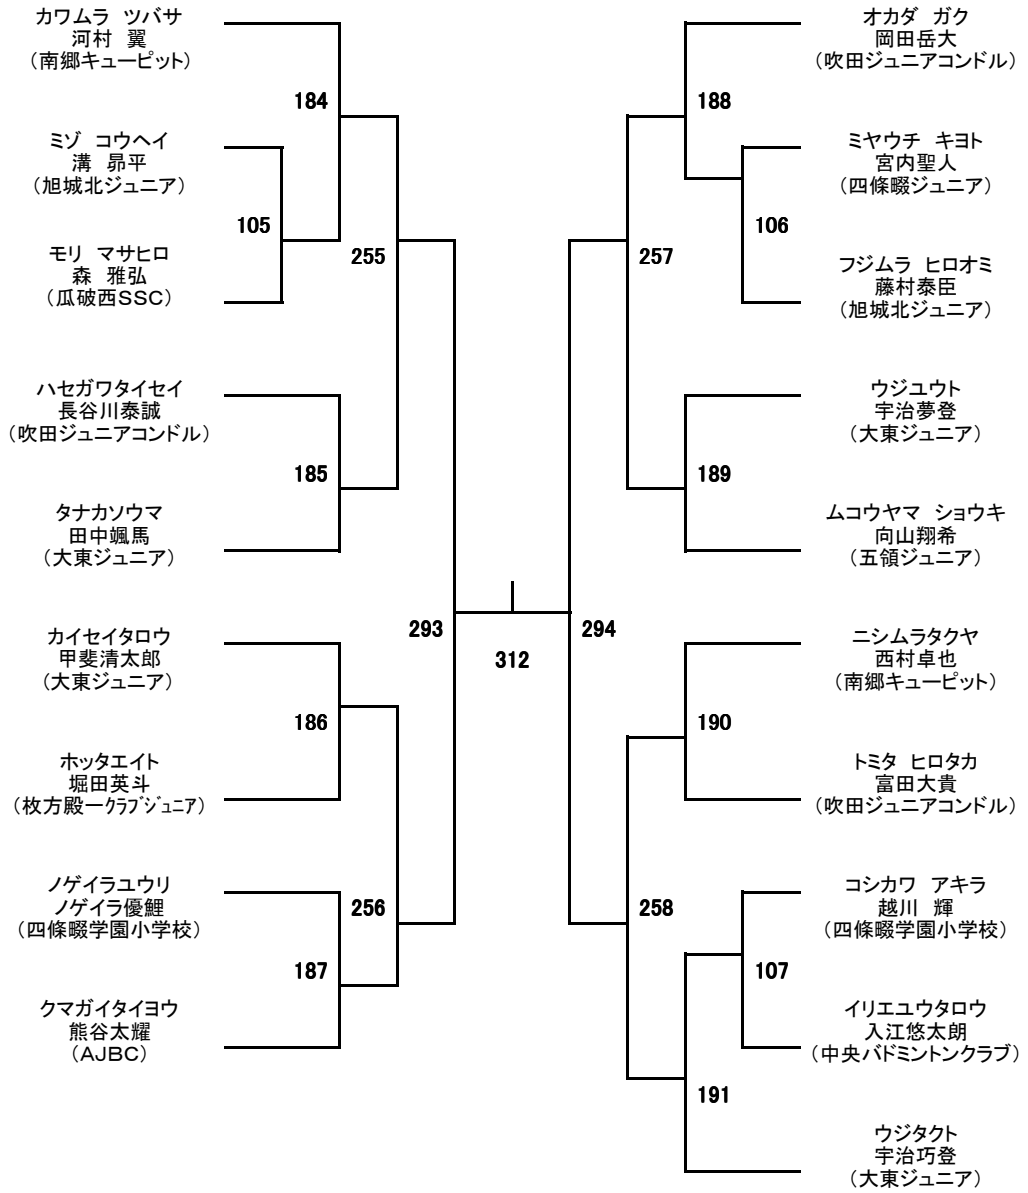 カワムラ　ツバサ
河村　翼
（南郷キューピット）
184
ミゾ　コウヘイ
溝　昴平
（旭城北ジュニア）
105
モリ　マサヒロ
森　雅弘
（瓜破西SSC）
255
ハセガワタイセイ
長谷川泰誠
（吹田ジュニアコンドル）
185
タナカソウマ
田中颯馬
（大東ジュニア）
293
カイセイタロウ
甲斐清太郎
（大東ジュニア）
186
ホッタエイト
堀田英斗
（枚方殿一クラブジュニア）
ノゲイラユウリ
ノゲイラ優鯉
（四條畷学園小学校）
256
187
クマガイタイヨウ
熊谷太耀
（AJBC）
312
オカダ　ガク
岡田岳大
（吹田ジュニアコンドル）
188
ミヤウチ　キヨト
宮内聖人
（四條畷ジュニア）
106
フジムラ　ヒロオミ
藤村泰臣
（旭城北ジュニア）
257
ウジユウト
宇治夢登
（大東ジュニア）
189
ムコウヤマ　ショウキ
向山翔希
（五領ジュニア）
294
ニシムラタクヤ
西村卓也
（南郷キューピット）
190
トミタ　ヒロタカ
富田大貴
（吹田ジュニアコンドル）
コシカワ　アキラ
越川　輝
（四條畷学園小学校）
258
107
イリエユウタロウ
入江悠太朗
（中央バドミントンクラブ）
191
ウジタクト
宇治巧登
（大東ジュニア）